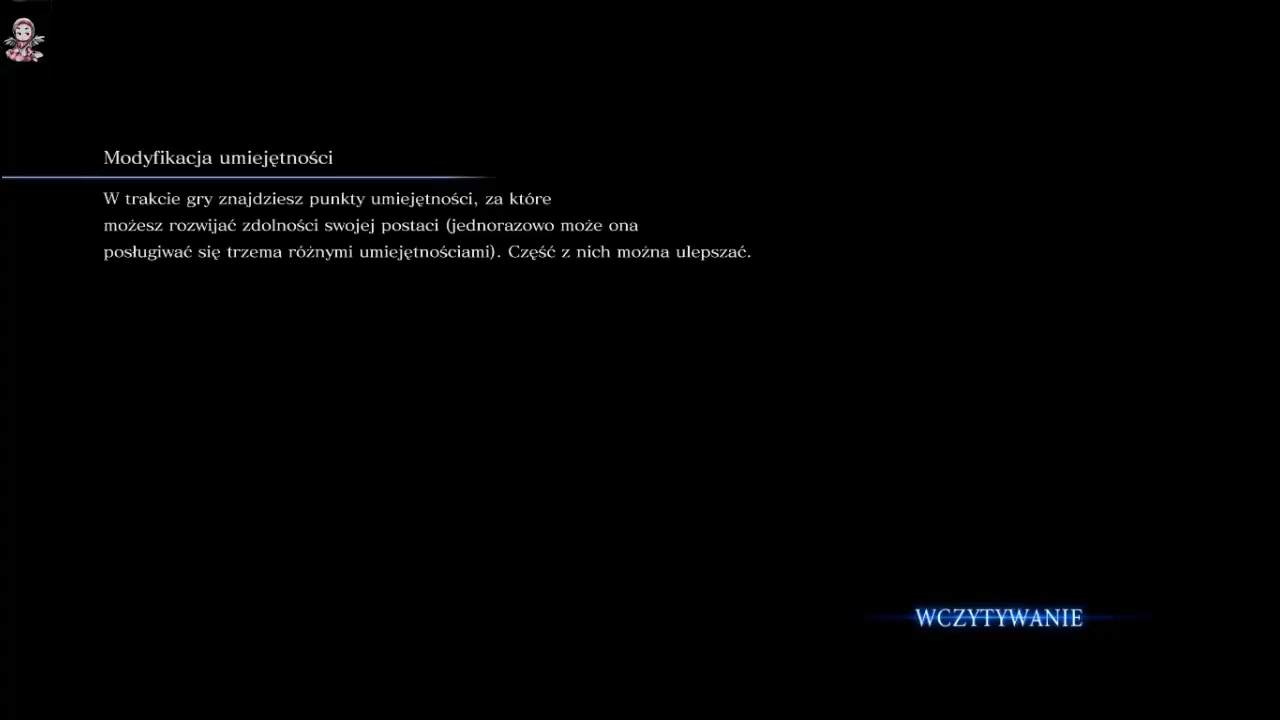 Modyfikacja umiejętności
W trakcie gry znajdziesz punkty umiejętności, za które
możesz rozwijać zdolności swojej postaci (jednorazowo może ona
posługiwać się trzema różnymi umiejętnościami). Część z nich można ulepszać.
WCZYTYWANIE